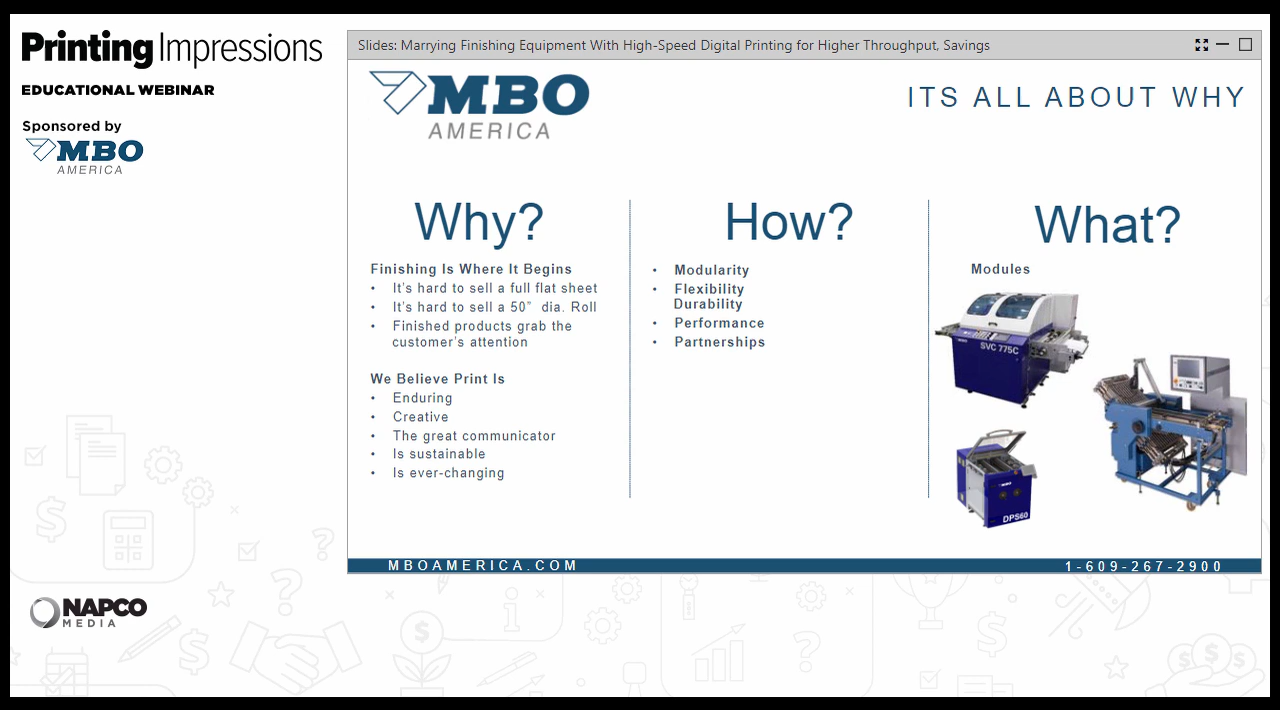 Printing Impressions
EDUCATIONAL WEBINAR
Sponsored by
MBO
AMERICA
Slides: Marrying Finishing Equipment With High-Speed Digital Printing for Higher Throughput, Savings
MBO
AMERICA
ITS ALL ABOUT WHY
Why?
Finishing Is Where It Begins
• It's hard to sell a full flat sheet
• It's hard to sell a 50" dia. Roll
• Finished products grab the
customer's attention
We Believe Print Is
• Enduring
• Creative
• The great communicator
• Is sustainable
• Is ever-changing
How?
• Modularity
• Flexibility
Durability
• Performance
• Partnerships
What?
Modules
SVC 775C
MBO
DPS60
MBOAMERICA.COM
1-609-267-2900
NAPCO
MEDIA